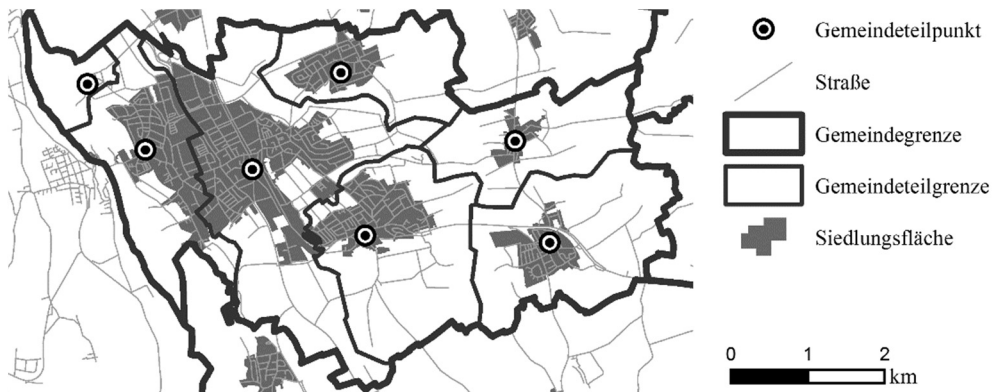 Gemeindeteilpunkt
Straße
Gemeindegrenze
Gemeindeteilgrenze
Siedlungsfläche
0 1 2
km